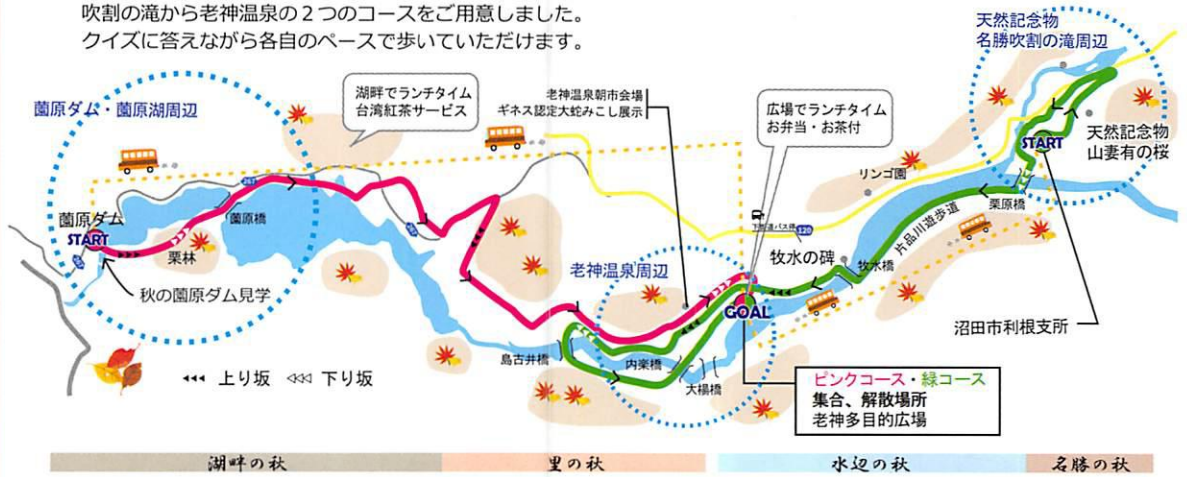 吹割の滝から老神温泉の２つのコースをご用意しました。
クイズに答えながら各自のペースで歩いていただけます。
天然記念物
名勝吹割の滝周辺
薗原ダム・薗原湖周辺
湖畔でランチタイム
台湾紅茶サービス
老神温泉朝市会場
ギネス認定大蛇みこし展示
広場でランチタイム
お弁当・お茶付
START
天然記念物
山妻有の桜
リンゴ園
栗原橋
薗原ダム
START
薗原橋
栗林
秋の薗原ダム見学
老神温泉周辺
120
牧水の碑
片品川遊歩道
牧水橋
GOAL
沼田市利根支所
島古井橋
内楽橋
大楊橋
上り坂
下り坂
ピンクコース・緑コース
集合、解散場所
老神多目的広場
湖畔の秋
里の秋
水辺の秋
名勝の秋